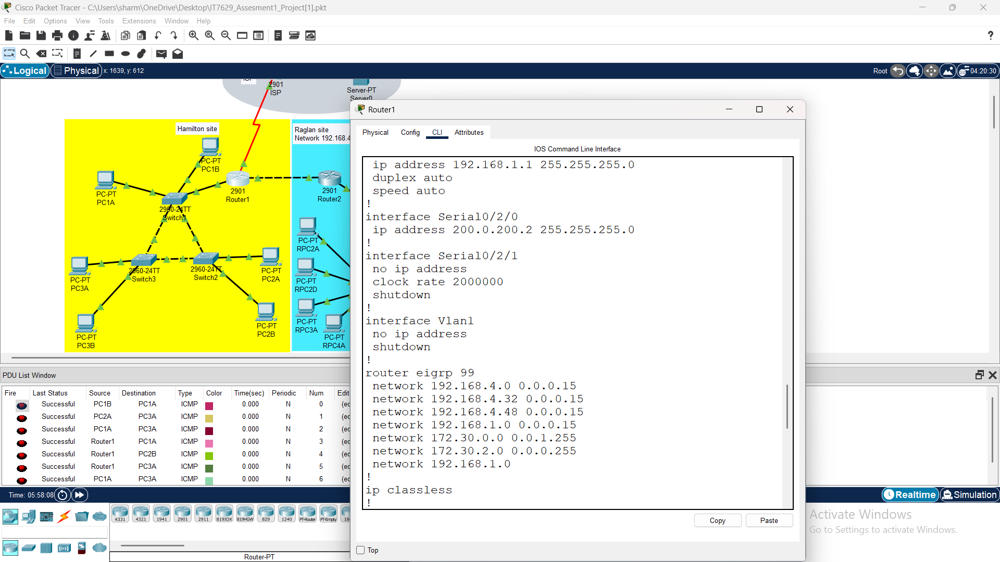 Cisco Packet Tracer - C:\Users\sharm\OneDrive\Desktop\IT7629_Assesment1_Project[1].pkt
File Edit Options View Tools Extensions Window Help
?
Logical Physical x: 1639, y: 612 Root 04:20:30
2901
ISP
Server-PT
Server0
Hamilton site
Raglan site
Network 192.168.4
PC-PT
PC1B
PC-PT
PC1A
2901
Router1
2901
Router2
2960-24TT
Switch1
PC-PT
RPC2A
PC-PT
PC3A
2960-24TT
Switch3
2960-24TT
Switch2
PC-PT
PC2A
PC-PT
RPC2D
PC-PT
PC3B
PC-PT
PC2B
PC-PT
RPC3A
PC-PT
RPC4A
Router1
Physical Config CLI Attributes
IOS Command Line Interface
ip address 192.168.1.1 255.255.255.0
duplex auto
speed auto
!
interface Serial0/2/0
ip address 200.0.200.2 255.255.255.0
!
interface Serial0/2/1
no ip address
clock rate 2000000
shutdown
!
interface Vlan1
no ip address
shutdown
!
router eigrp 99
network 192.168.4.0 0.0.0.15
network 192.168.4.32 0.0.0.15
network 192.168.4.48 0.0.0.15
network 192.168.1.0 0.0.0.15
network 172.30.0.0 0.0.1.255
network 172.30.2.0 0.0.0.255
network 192.168.1.0
!
ip classless
!
Copy Paste
Top
PDU List Window
Fire Last Status Source Destination Type Color Time(sec) Periodic Num Edit
Successful PC1B PC1A ICMP 0.000 N 0 (ed
Successful PC2A PC3A ICMP 0.000 N 1 (ed
Successful PC1A PC3A ICMP 0.000 N 2 (ed
Successful Router1 PC1A ICMP 0.000 N 3 (ed
Successful Router1 PC2B ICMP 0.000 N 4 (ed
Successful Router1 PC3A ICMP 0.000 N 5 (ed
Successful PC1A PC3A ICMP 0.000 N 6 (ed
Time: 05:58:08 Realtime Simulation
4331 4321 1941 2901 2911 819IOX 819HGW 829 1240 PT-Router PT-Empty 18
Router-PT
Activate Windows
Go to Settings to activate Windows.